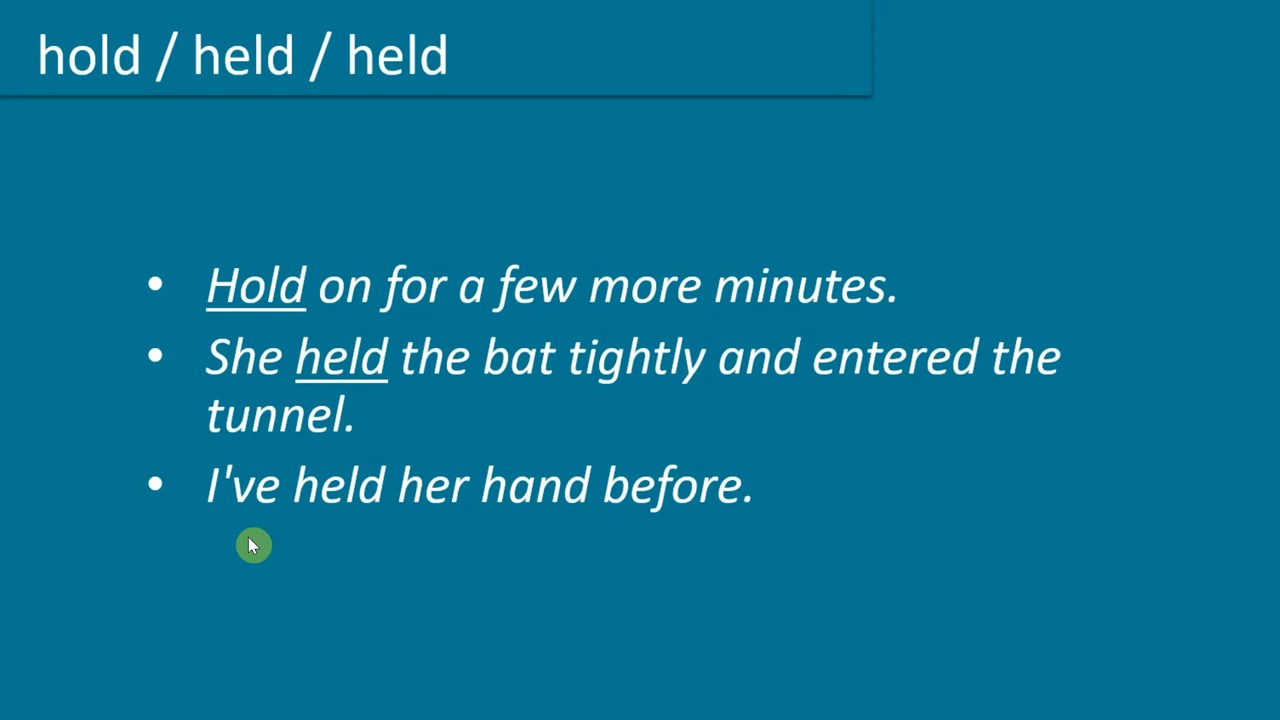 hold / held / held
• Hold on for a few more minutes.
• She held the bat tightly and entered the
tunnel.
• I've held her hand before.